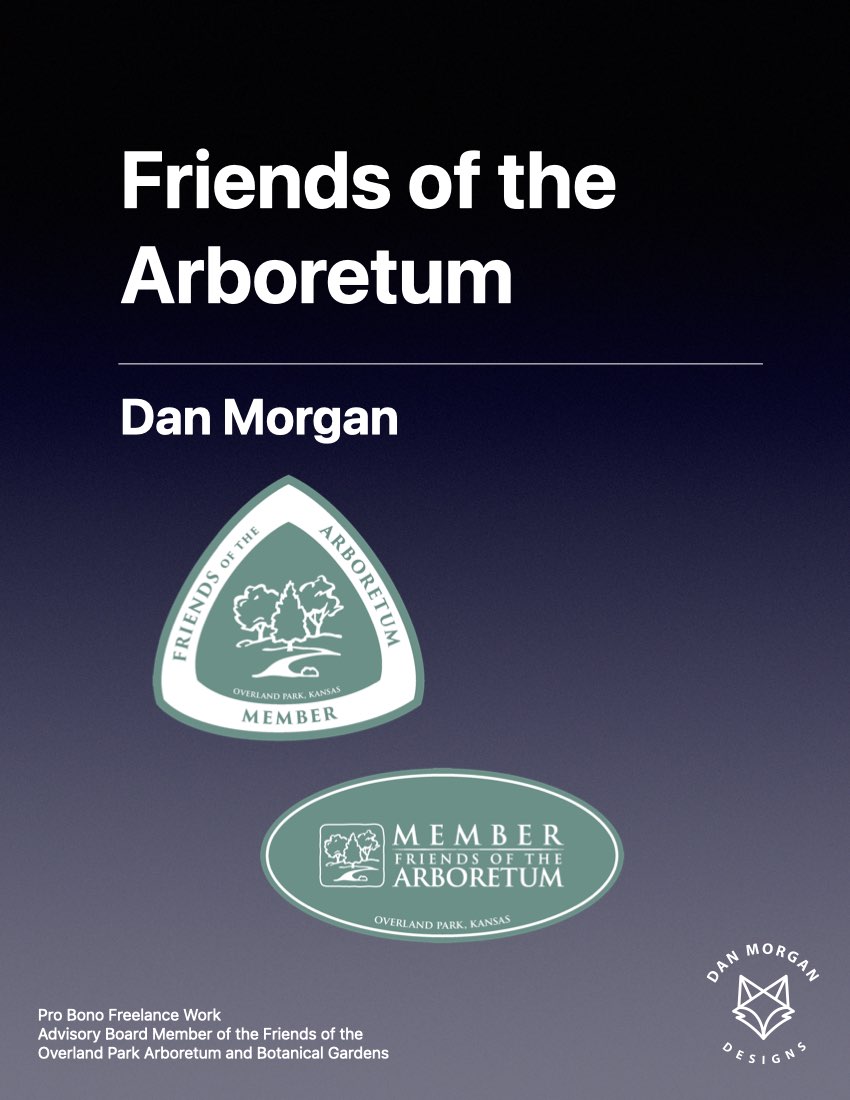 Friends of the
Arboretum
Dan Morgan
FRIENDS OF THE ARBORETUM
OVERLAND PARK, KANSAS
MEMBER
MEMBER
FRIENDS OF THE
ARBORETUM
OVERLAND PARK, KANSAS
Pro Bono Freelance Work
Advisory Board Member of the Friends of the
Overland Park Arboretum and Botanical Gardens
DAN MORGAN
DESIGNS